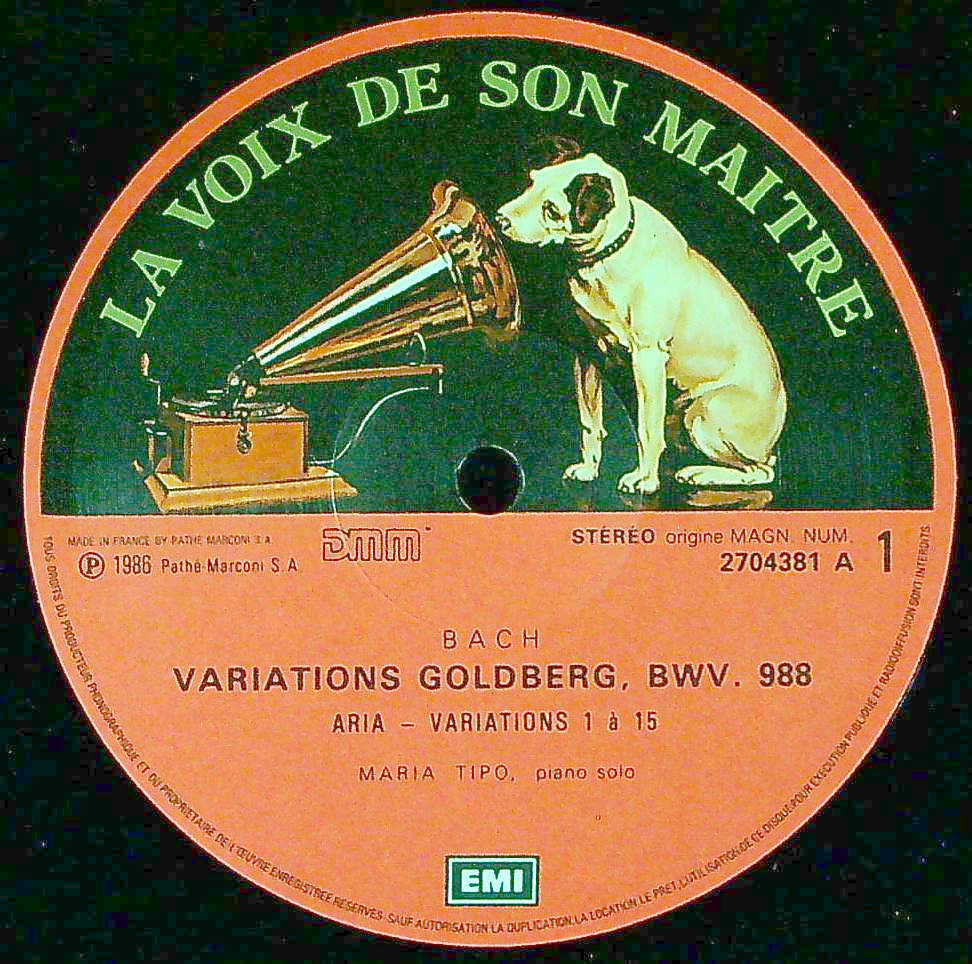 LA VOIX DE SON MAITRE
MADE IN FRANCE BY PATHE MARCONI S.A.
Ⓟ 1986 Pathé-Marconi S.A.
DMM
STÉRÉO origine MAGN. NUM.
2704381 A 1
BACH
VARIATIONS GOLDBERG, BWV. 988
ARIA – VARIATIONS 1 à 15
MARIA TIPO, piano solo
EMI
TOUS DROITS DU PRODUCTEUR PHONOGRAPHIQUE ET DU PROPRIETAIRE DE L'ŒUVRE ENREGISTREE RESERVES. SAUF AUTORISATION LA DUPLICATION, LA LOCATION, LE PRET, L'UTILISATION DE CE DISQUE POUR EXECUTION PUBLIQUE ET RADIODIFFUSION SONT INTERDITS